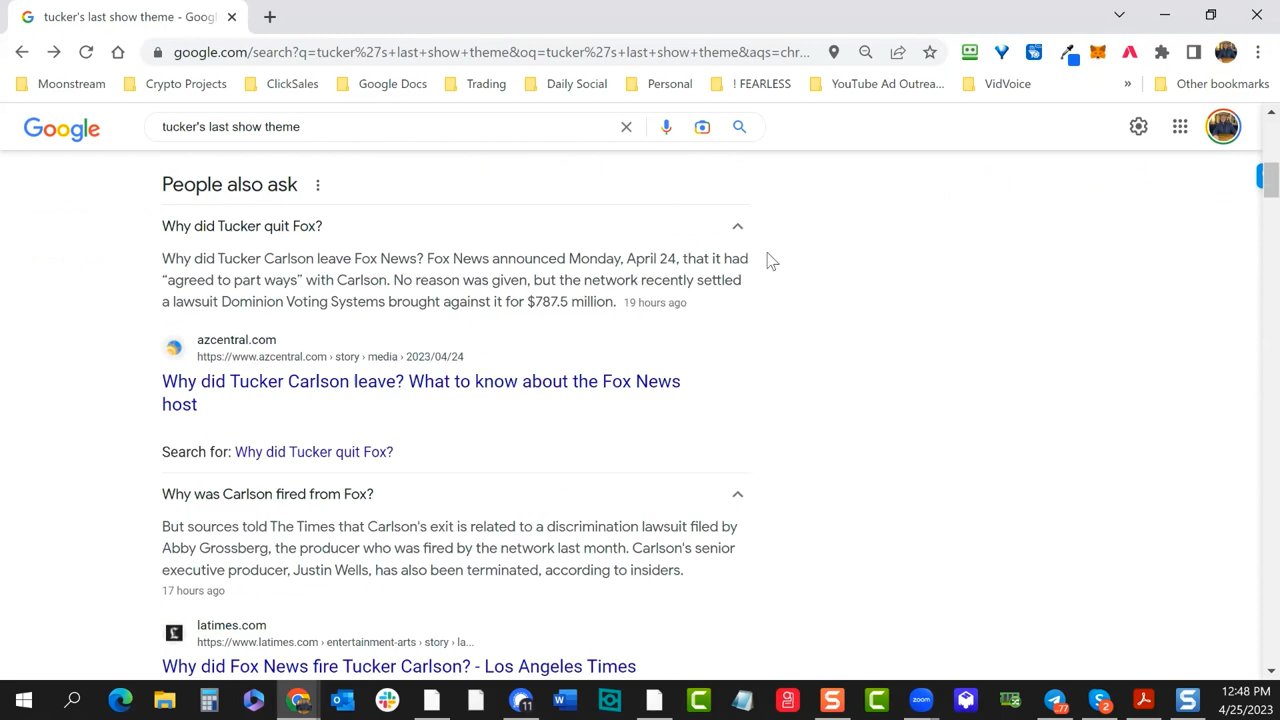 tucker's last show theme - Googl
google.com/search?q=tucker%27s+last+show+theme&oq=tucker%27s+last+show+theme&aqs=chr...
Moonstream
Crypto Projects
ClickSales
Google Docs
Trading
Daily Social
Personal
! FEARLESS
YouTube Ad Outrea...
VidVoice
»
Other bookmarks
Google
tucker's last show theme
People also ask
Why did Tucker quit Fox?
Why did Tucker Carlson leave Fox News? Fox News announced Monday, April 24, that it had
“agreed to part ways” with Carlson. No reason was given, but the network recently settled
a lawsuit Dominion Voting Systems brought against it for $787.5 million. 19 hours ago
azcentral.com
https://www.azcentral.com › story › media › 2023/04/24
Why did Tucker Carlson leave? What to know about the Fox News
host
Search for: Why did Tucker quit Fox?
Why was Carlson fired from Fox?
But sources told The Times that Carlson's exit is related to a discrimination lawsuit filed by
Abby Grossberg, the producer who was fired by the network last month. Carlson's senior
executive producer, Justin Wells, has also been terminated, according to insiders.
17 hours ago
latimes.com
https://www.latimes.com › entertainment-arts › story › la...
Why did Fox News fire Tucker Carlson? - Los Angeles Times
11
zoom
77
2
12:48 PM
4/25/2023